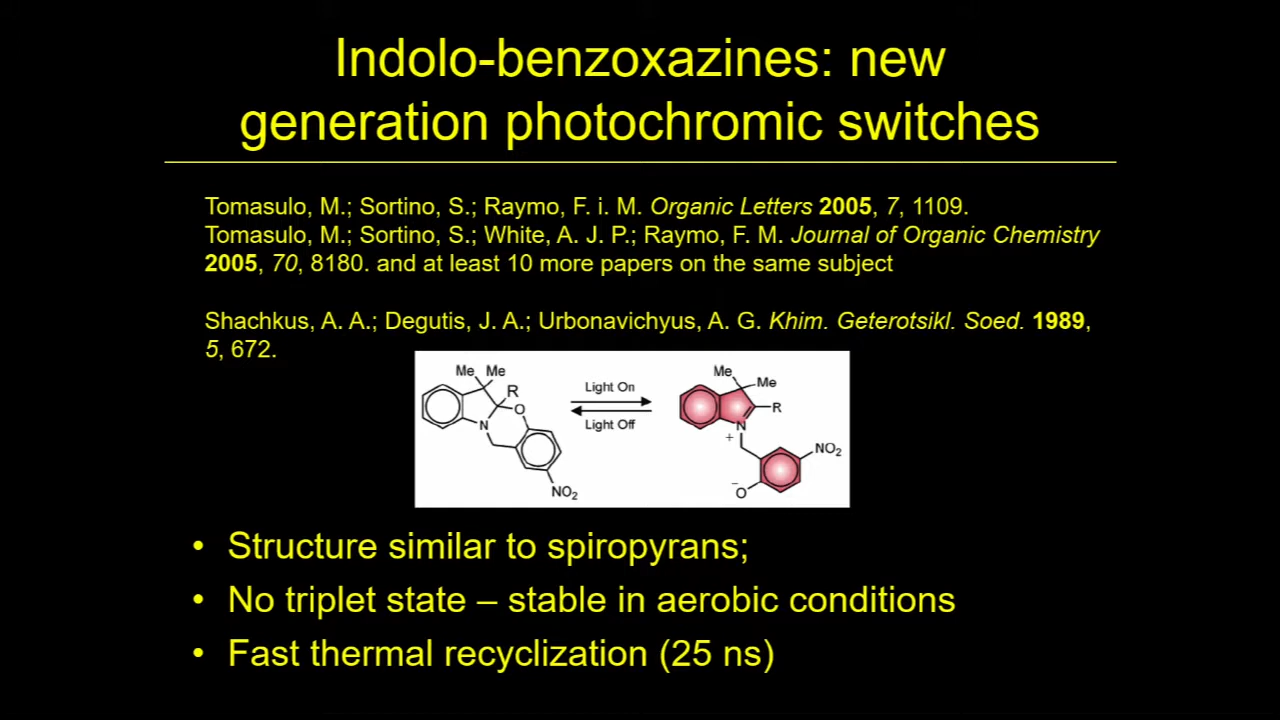 Indolo-benzoxazines: new
generation photochromic switches
Tomasulo, M.; Sortino, S.; Raymo, F. i. M. Organic Letters 2005, 7, 1109.
Tomasulo, M.; Sortino, S.; White, A. J. P.; Raymo, F. M. Journal of Organic Chemistry
2005, 70, 8180. and at least 10 more papers on the same subject
Shachkus, A. A.; Degutis, J. A.; Urbonavichyus, A. G. Khim. Geterotsikl. Soed. 1989,
5, 672.
Me Me
R
O
N
NO2
Light On
Light Off
Me
Me
R
N
+
NO2
−
O
• Structure similar to spiropyrans;
• No triplet state – stable in aerobic conditions
• Fast thermal recyclization (25 ns)